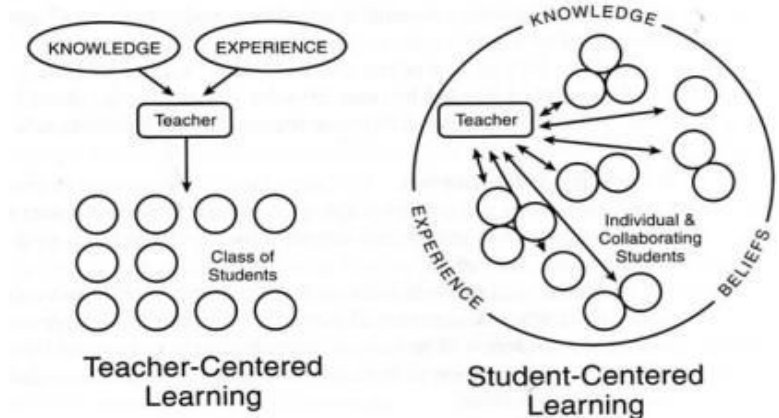 KNOWLEDGE
EXPERIENCE
Teacher
Class of
Students
Teacher-Centered
Learning
KNOWLEDGE
Teacher
EXPERIENCE
Individual &
Collaborating
Students
BELIEFS
Student-Centered
Learning